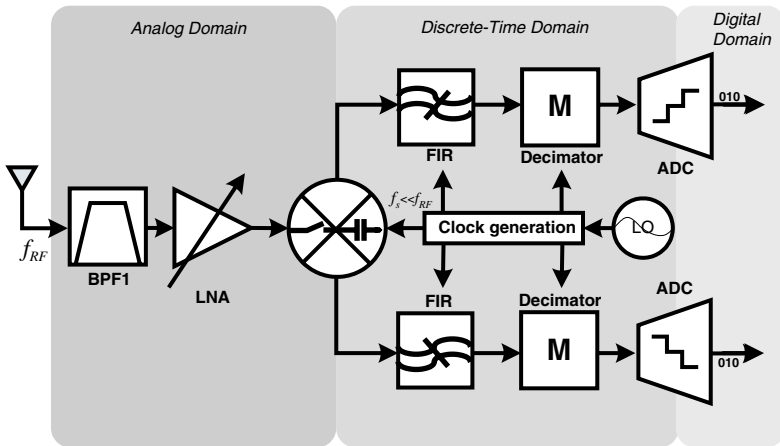 Analog Domain
Discrete-Time Domain
Digital
Domain
M
010
FIR
Decimator
ADC
f_s<<f_RF
Clock generation
LO
f_RF
BPF1
LNA
FIR
Decimator
ADC
M
010